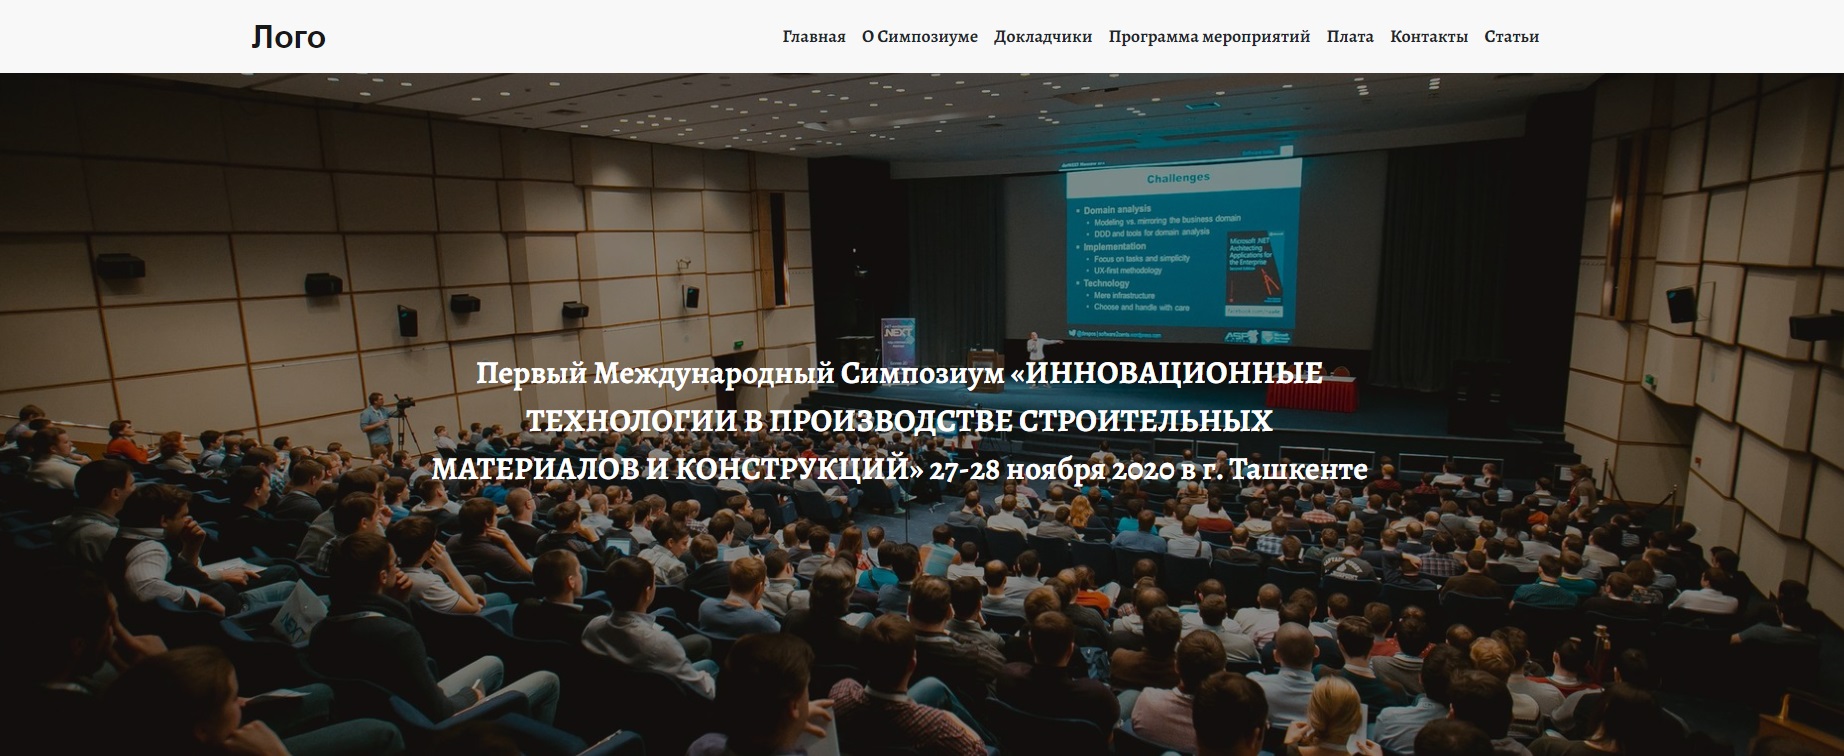 Лого
Главная О Симпозиуме Докладчики Программа мероприятий Плата Контакты Статьи
Challenges
• Domain analysis
• Modeling vs. mirroring the business domain
• DDD and tools for domain analysis
• Implementation
• Focus on tasks and simplicity
• UX-first methodology
• Technology
• Mere infrastructure
• Choose and handle with care
Microsoft .NET
Architecting
Applications for
the Enterprise
.NEXT
Первый Международный Симпозиум «ИННОВАЦИОННЫЕ
ТЕХНОЛОГИИ В ПРОИЗВОДСТВЕ СТРОИТЕЛЬНЫХ
МАТЕРИАЛОВ И КОНСТРУКЦИЙ» 27-28 ноября 2020 в г. Ташкенте